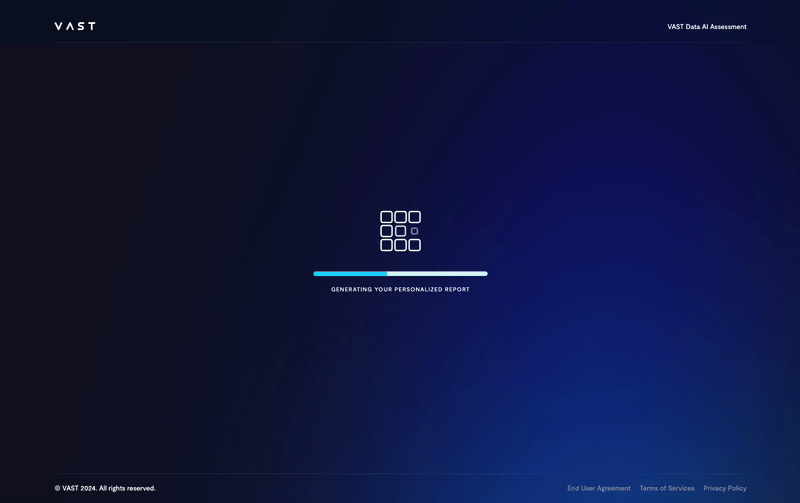 VAST
VAST Data AI Assessment
GENERATING YOUR PERSONALIZED REPORT
© VAST 2024. All rights reserved.
End User Agreement
Terms of Services
Privacy Policy